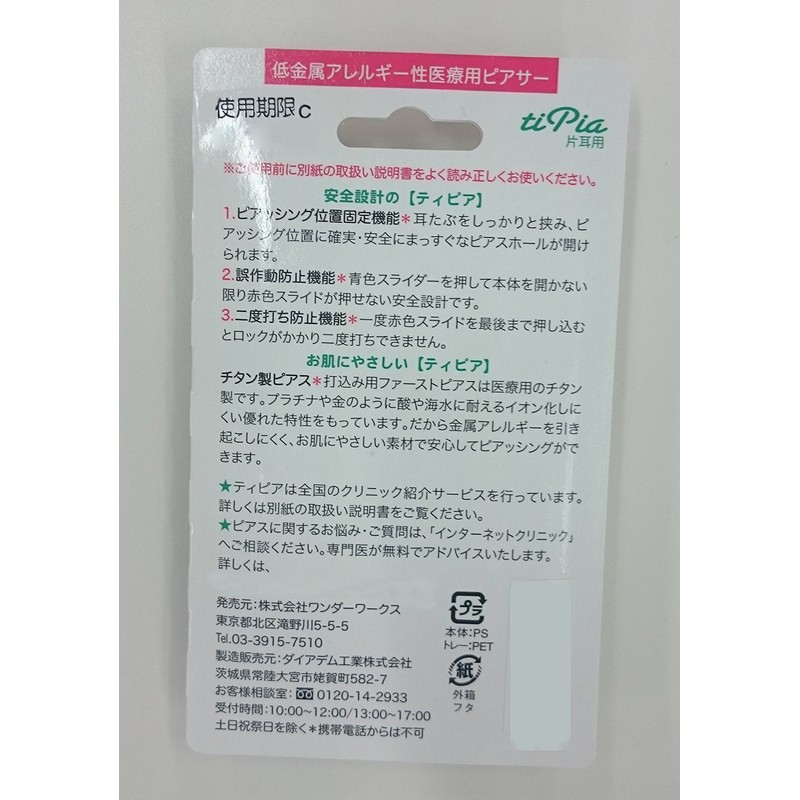 低金属アレルギー性医療用ピアサー
使用期限c
tiPia
片耳用
※ご使用前に別紙の取扱い説明書をよく読み正しくお使いください。
安全設計の【ティピア】
1.ピアッシング位置固定機能*耳たぶをしっかりと挟み、ピ
アッシング位置に確実・安全にまっすぐなピアスホールが開け
られます。
2.誤作動防止機能*青色スライダーを押して本体を開かない
限り赤色スライドが押せない安全設計です。
3.二度打ち防止機能*一度赤色スライドを最後まで押し込む
とロックがかかり二度打ちできません。
お肌にやさしい【ティピア】
チタン製ピアス*打込み用ファーストピアスは医療用のチタン
製です。プラチナや金のように酸や海水に耐えるイオン化しに
くい優れた特性をもっています。だから金属アレルギーを引き
起こしにくく、お肌にやさしい素材で安心してピアッシングがで
きます。
★ティピアは全国のクリニック紹介サービスを行っています。
詳しくは別紙の取扱い説明書をご覧ください。
★ピアスに関するお悩み・ご質問は、「インターネットクリニック」
へご相談ください。専門医が無料でアドバイスいたします。
詳しくは、
発売元:株式会社ワンダーワークス
東京都北区滝野川5-5-5
Tel.03-3915-7510
製造販売元:ダイアデム工業株式会社
茨城県常陸大宮市姥賀町582-7
お客様相談室:0120-14-2933
受付時間:10:00~12:00/13:00~17:00
土日祝祭日を除く*携帯電話からは不可
プラ
本体:PS
トレー:PET
紙
外箱
フタ